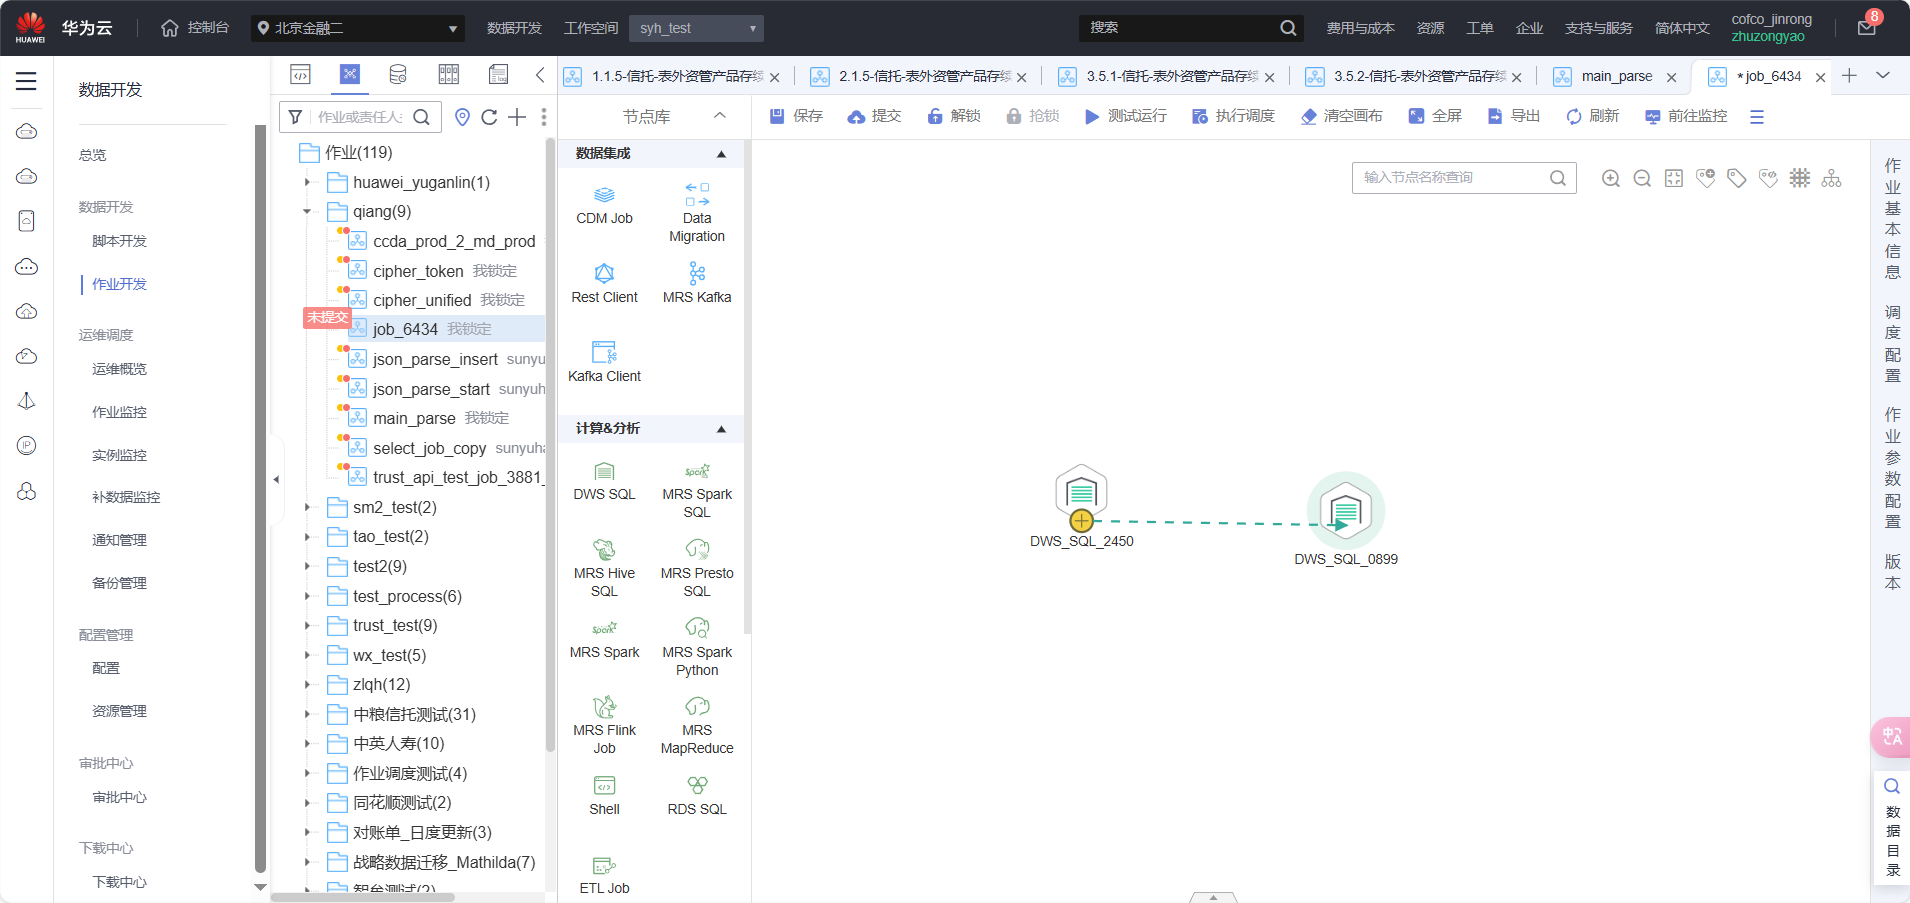 HUAWEI
华为云
控制台
北京金融二
数据开发
工作空间
syh_test
搜索
费用与成本
资源
工单
企业
支持与服务
简体中文
cofco_jinrong
zhuzongyao
8
数据开发
总览
数据开发
脚本开发
作业开发
运维调度
运维概览
作业监控
实例监控
补数据监控
通知管理
备份管理
配置管理
配置
资源管理
审批中心
审批中心
下载中心
下载中心
IP
log
作业或责任人
作业(119)
huawei_yuganlin(1)
qiang(9)
ccda_prod_2_md_prod
cipher_token 我锁定
cipher_unified 我锁定
未提交
job_6434 我锁定
json_parse_insert sunyu
json_parse_start sunyuh
main_parse 我锁定
select_job_copy sunyuha
trust_api_test_job_3881_
sm2_test(2)
tao_test(2)
test2(9)
test_process(6)
trust_test(9)
wx_test(5)
zlqh(12)
中粮信托测试(31)
中英人寿(10)
作业调度测试(4)
同花顺测试(2)
对账单_日度更新(3)
战略数据迁移_Mathilda(7)
智垒测试(2)
1.1.5-信托-表外资管产品存续
2.1.5-信托-表外资管产品存续
3.5.1-信托-表外资管产品存续
3.5.2-信托-表外资管产品存续
main_parse
*job_6434
节点库
保存
提交
解锁
抢锁
测试运行
执行调度
清空画布
全屏
导出
刷新
前往监控
数据集成
CDM Job
Data
Migration
Rest Client
MRS Kafka
Kafka Client
计算&分析
DWS SQL
MRS Spark
SQL
MRS Hive
SQL
MRS Presto
SQL
MRS Spark
MRS Spark
Python
MRS Flink
Job
MRS
MapReduce
Shell
RDS SQL
ETL Job
输入节点名称查询
DWS_SQL_2450
DWS_SQL_0899
作业基本信息
调度配置
作业参数配置
版本
中A
数据目录